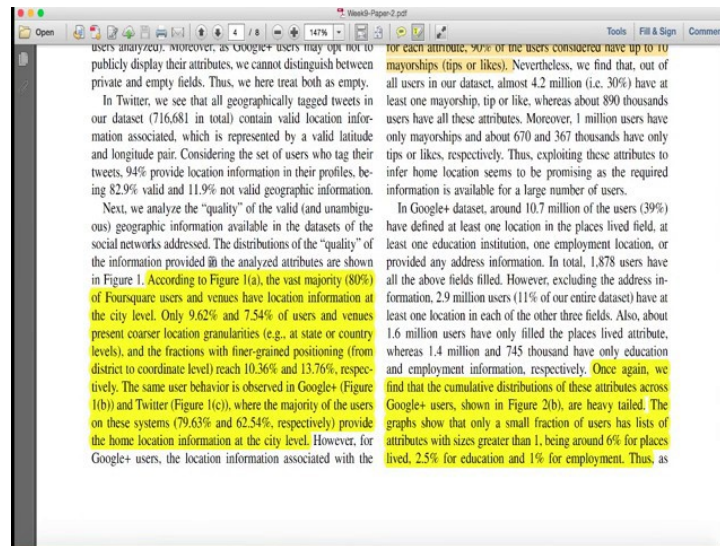 Week9-Paper-2.pdf
Open
4 / 8
147%
Tools Fill & Sign Commen
users analyzed). Moreover, as Google+ users may opt not to
publicly display their attributes, we cannot distinguish between
private and empty fields. Thus, we here treat both as empty.
In Twitter, we see that all geographically tagged tweets in
our dataset (716,681 in total) contain valid location infor-
mation associated, which is represented by a valid latitude
and longitude pair. Considering the set of users who tag their
tweets, 94% provide location information in their profiles, be-
ing 82.9% valid and 11.9% not valid geographic information.
Next, we analyze the “quality” of the valid (and unambigu-
ous) geographic information available in the datasets of the
social networks addressed. The distributions of the “quality” of
the information provided in the analyzed attributes are shown
in Figure 1. According to Figure 1(a), the vast majority (80%)
of Foursquare users and venues have location information at
the city level. Only 9.62% and 7.54% of users and venues
present coarser location granularities (e.g., at state or country
levels), and the fractions with finer-grained positioning (from
district to coordinate level) reach 10.36% and 13.76%, respec-
tively. The same user behavior is observed in Google+ (Figure
1(b)) and Twitter (Figure 1(c)), where the majority of the users
on these systems (79.63% and 62.54%, respectively) provide
the home location information at the city level. However, for
Google+ users, the location information associated with the
for each attribute, 90% of the users considered have up to 10
mayorships (tips or likes). Nevertheless, we find that, out of
all users in our dataset, almost 4.2 million (i.e. 30%) have at
least one mayorship, tip or like, whereas about 890 thousands
users have all these attributes. Moreover, 1 million users have
only mayorships and about 670 and 367 thousands have only
tips or likes, respectively. Thus, exploiting these attributes to
infer home location seems to be promising as the required
information is available for a large number of users.
In Google+ dataset, around 10.7 million of the users (39%)
have defined at least one location in the places lived field, at
least one education institution, one employment location, or
provided any address information. In total, 1,878 users have
all the above fields filled. However, excluding the address in-
formation, 2.9 million users (11% of our entire dataset) have at
least one location in each of the other three fields. Also, about
1.6 million users have only filled the places lived attribute,
whereas 1.4 million and 745 thousand have only education
and employment information, respectively. Once again, we
find that the cumulative distributions of these attributes across
Google+ users, shown in Figure 2(b), are heavy tailed. The
graphs show that only a small fraction of users has lists of
attributes with sizes greater than 1, being around 6% for places
lived, 2.5% for education and 1% for employment. Thus, as